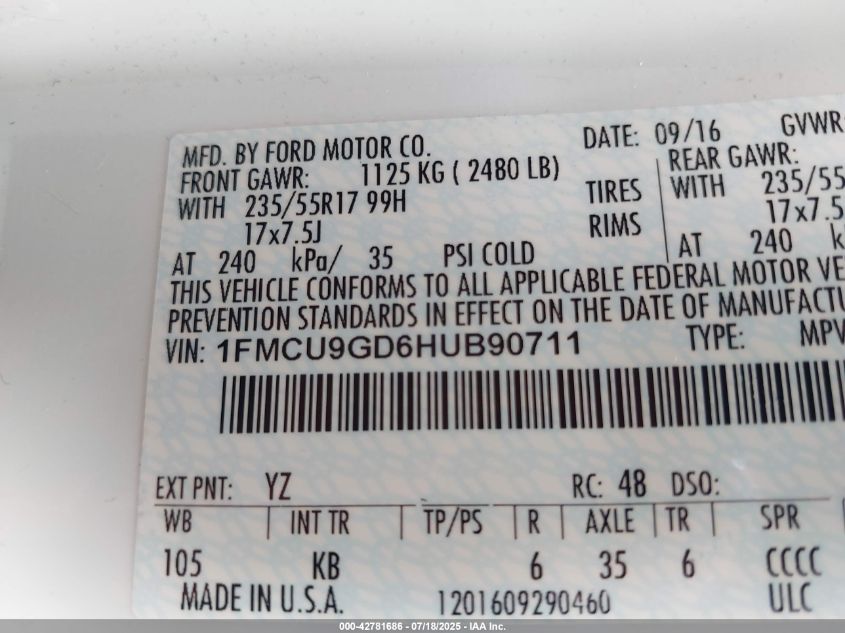 MFD. BY FORD MOTOR CO. DATE: 09/16 GVWR:
FRONT GAWR: 1125 KG ( 2480 LB) REAR GAWR:
WITH 235/55R17 99H TIRES WITH 235/55
17x7.5J RIMS 17x7.5
AT 240 kPa/ 35 PSI COLD AT 240
THIS VEHICLE CONFORMS TO ALL APPLICABLE FEDERAL MOTOR VE
PREVENTION STANDARDS IN EFFECT ON THE DATE OF MANUFACTU
VIN: 1FMCU9GD6HUB90711 TYPE: MPV
EXT PNT: YZ RC: 48 DSO:
WB INT TR TP/PS R AXLE TR SPR
105 KB 6 35 6 CCCC
MADE IN U.S.A. 1201609290460 ULC
000-42781686 - 07/18/2025 - IAA Inc.